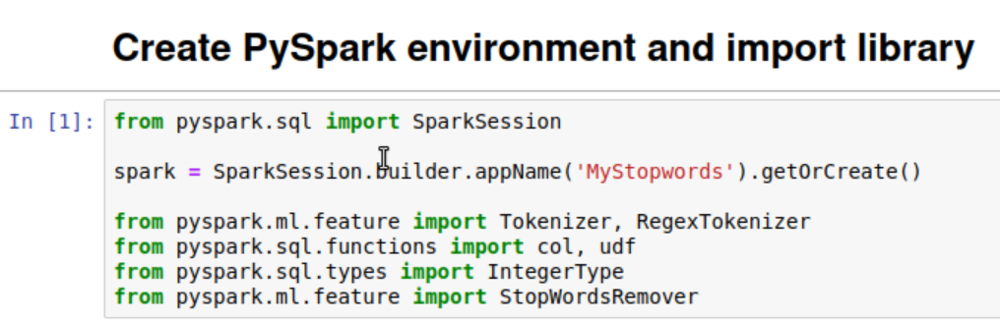 Create PySpark environment and import library
In [1]: from pyspark.sql import SparkSession
spark = SparkSession.builder.appName('MyStopwords').getOrCreate()
from pyspark.ml.feature import Tokenizer, RegexTokenizer
from pyspark.sql.functions import col, udf
from pyspark.sql.types import IntegerType
from pyspark.ml.feature import StopWordsRemover